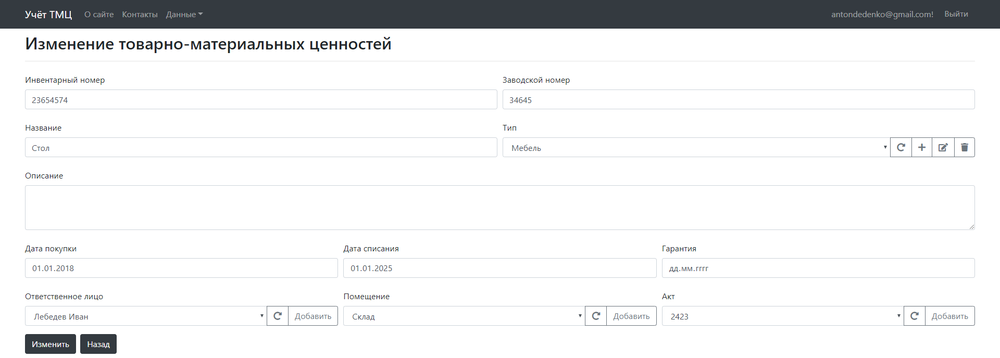 Учёт ТМЦ О сайте Контакты Данные antondedenko@gmail.com! Выйти
Изменение товарно-материальных ценностей
Инвентарный номер Заводской номер
23654574 34645
Название Тип
Стол Мебель
Описание
Дата покупки Дата списания Гарантия
01.01.2018 01.01.2025 дд.мм.гггг
Ответственное лицо Помещение Акт
Лебедев Иван Добавить Склад Добавить 2423 Добавить
Изменить Назад